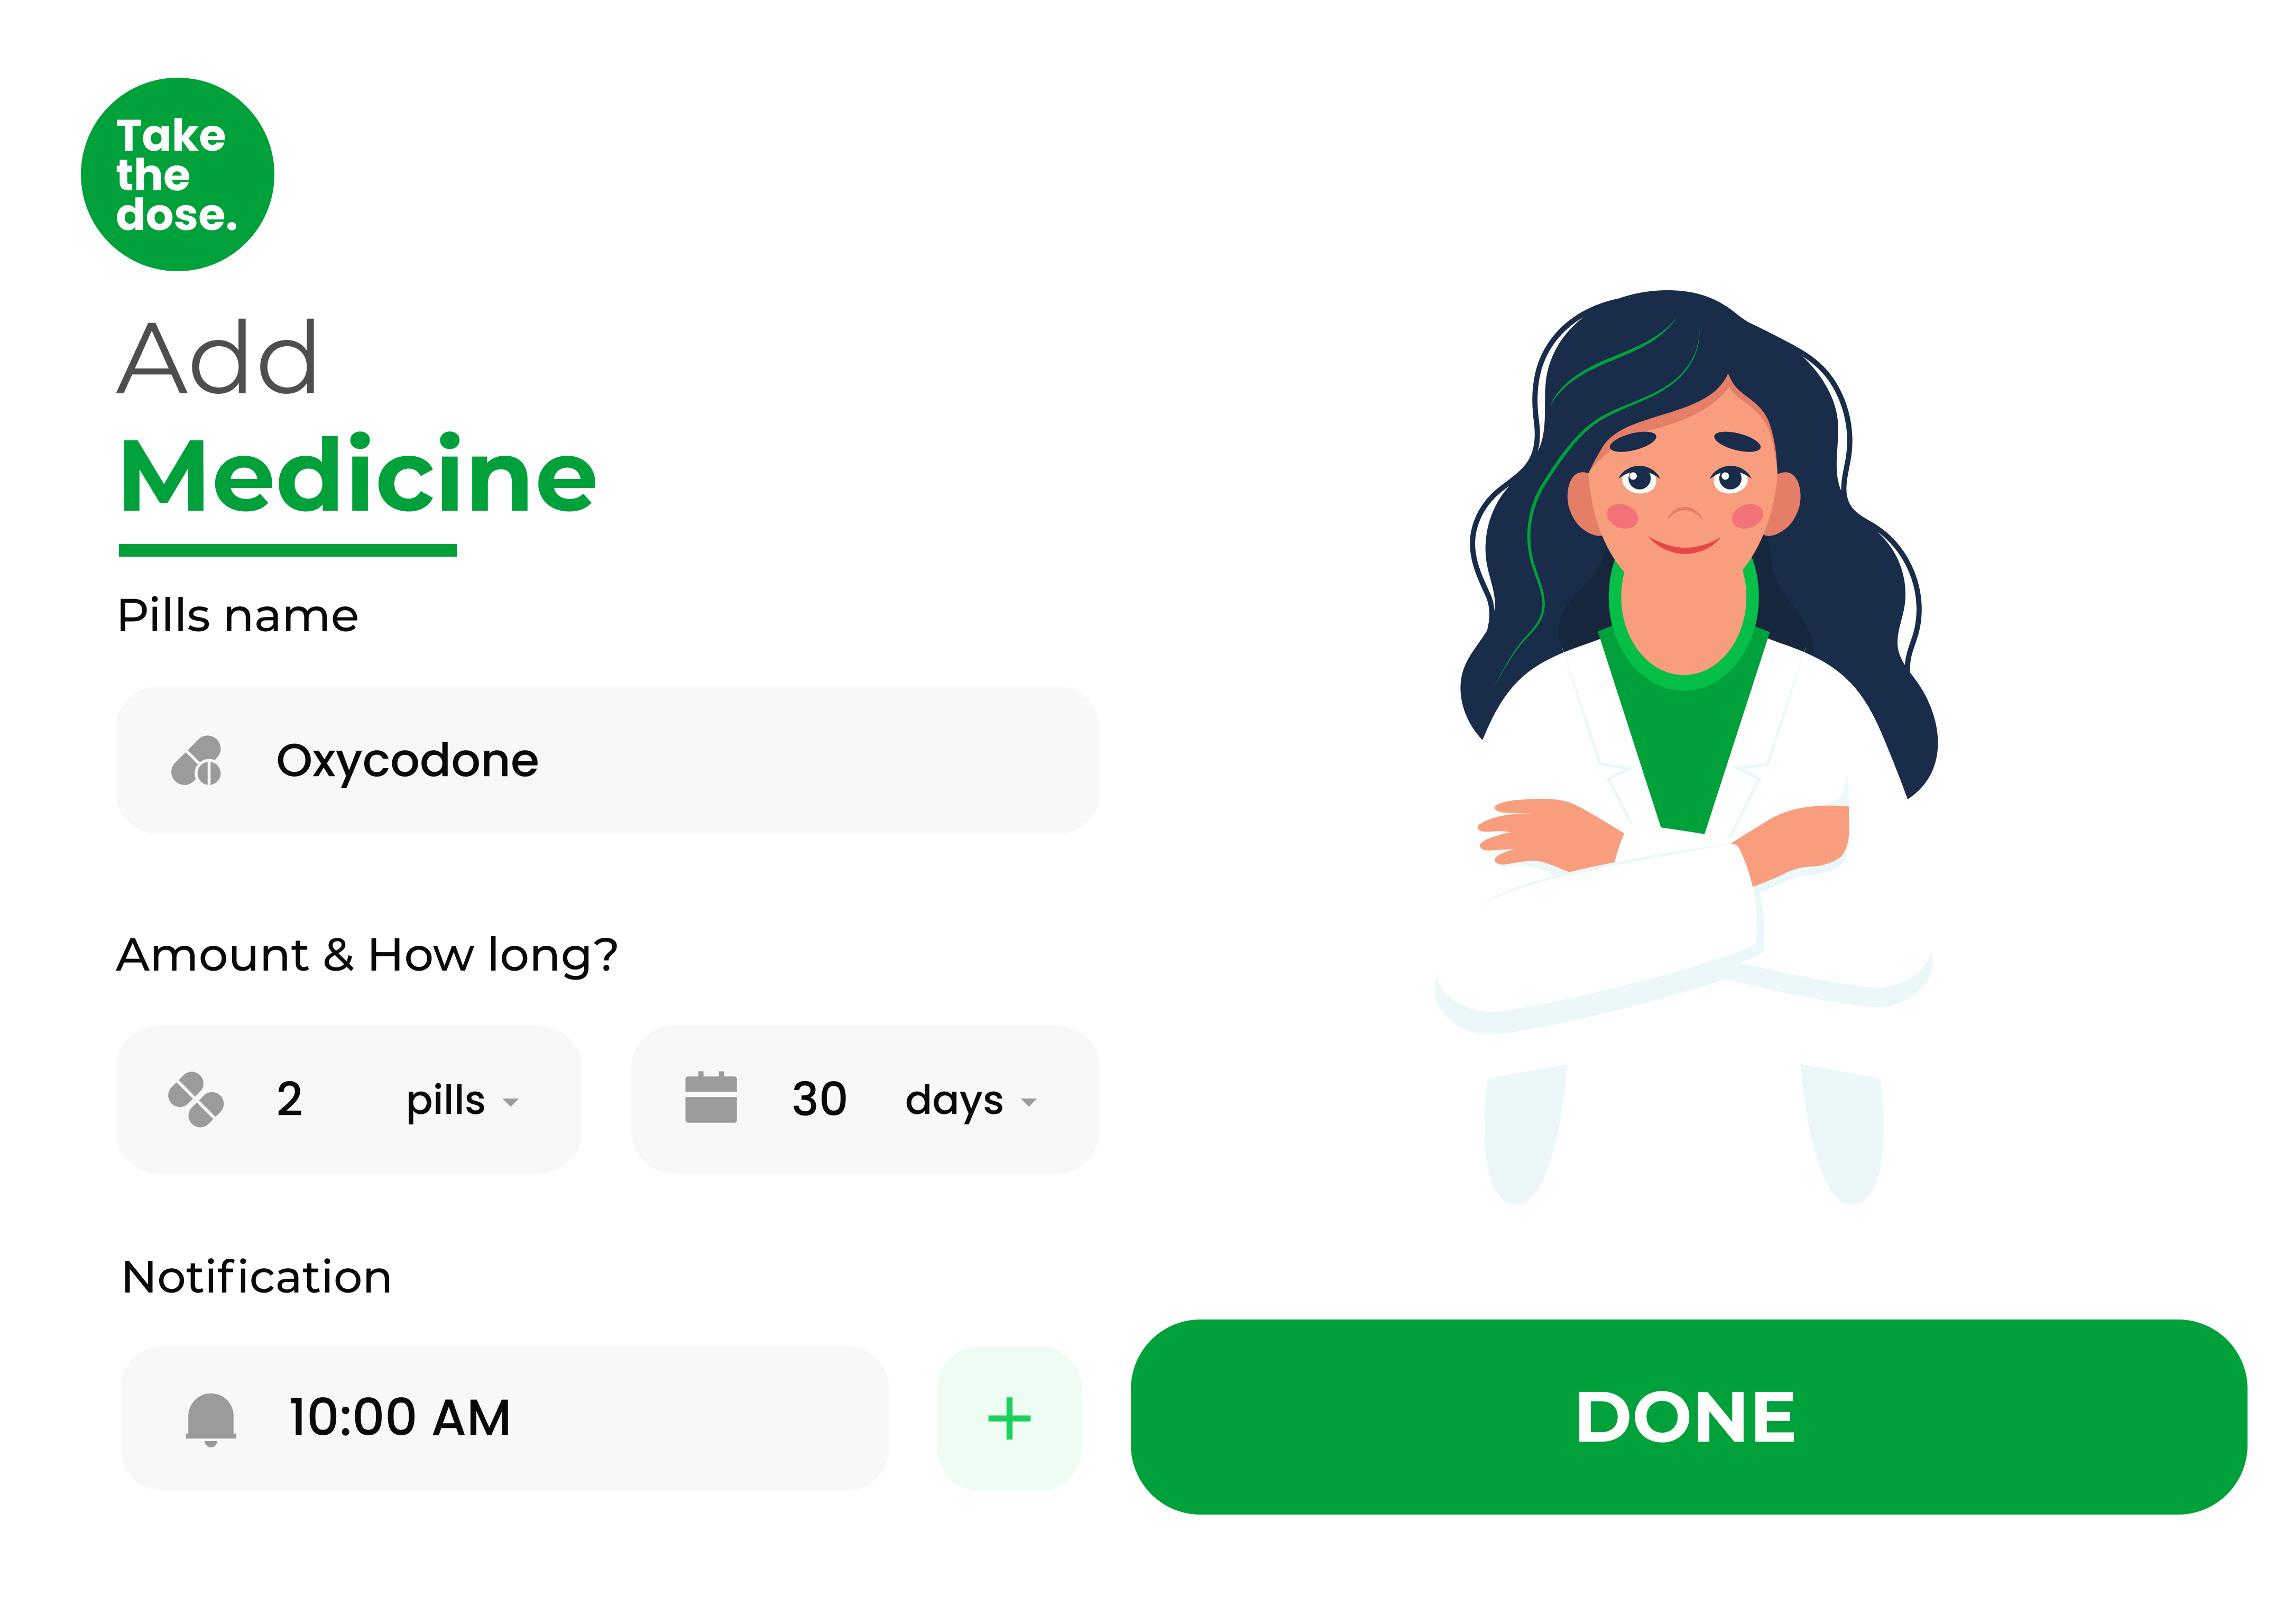 Take
the
dose.
Add
Medicine
Pills name
Oxycodone
Amount & How long?
2 pills
30 days
Notification
10:00 AM
+
DONE